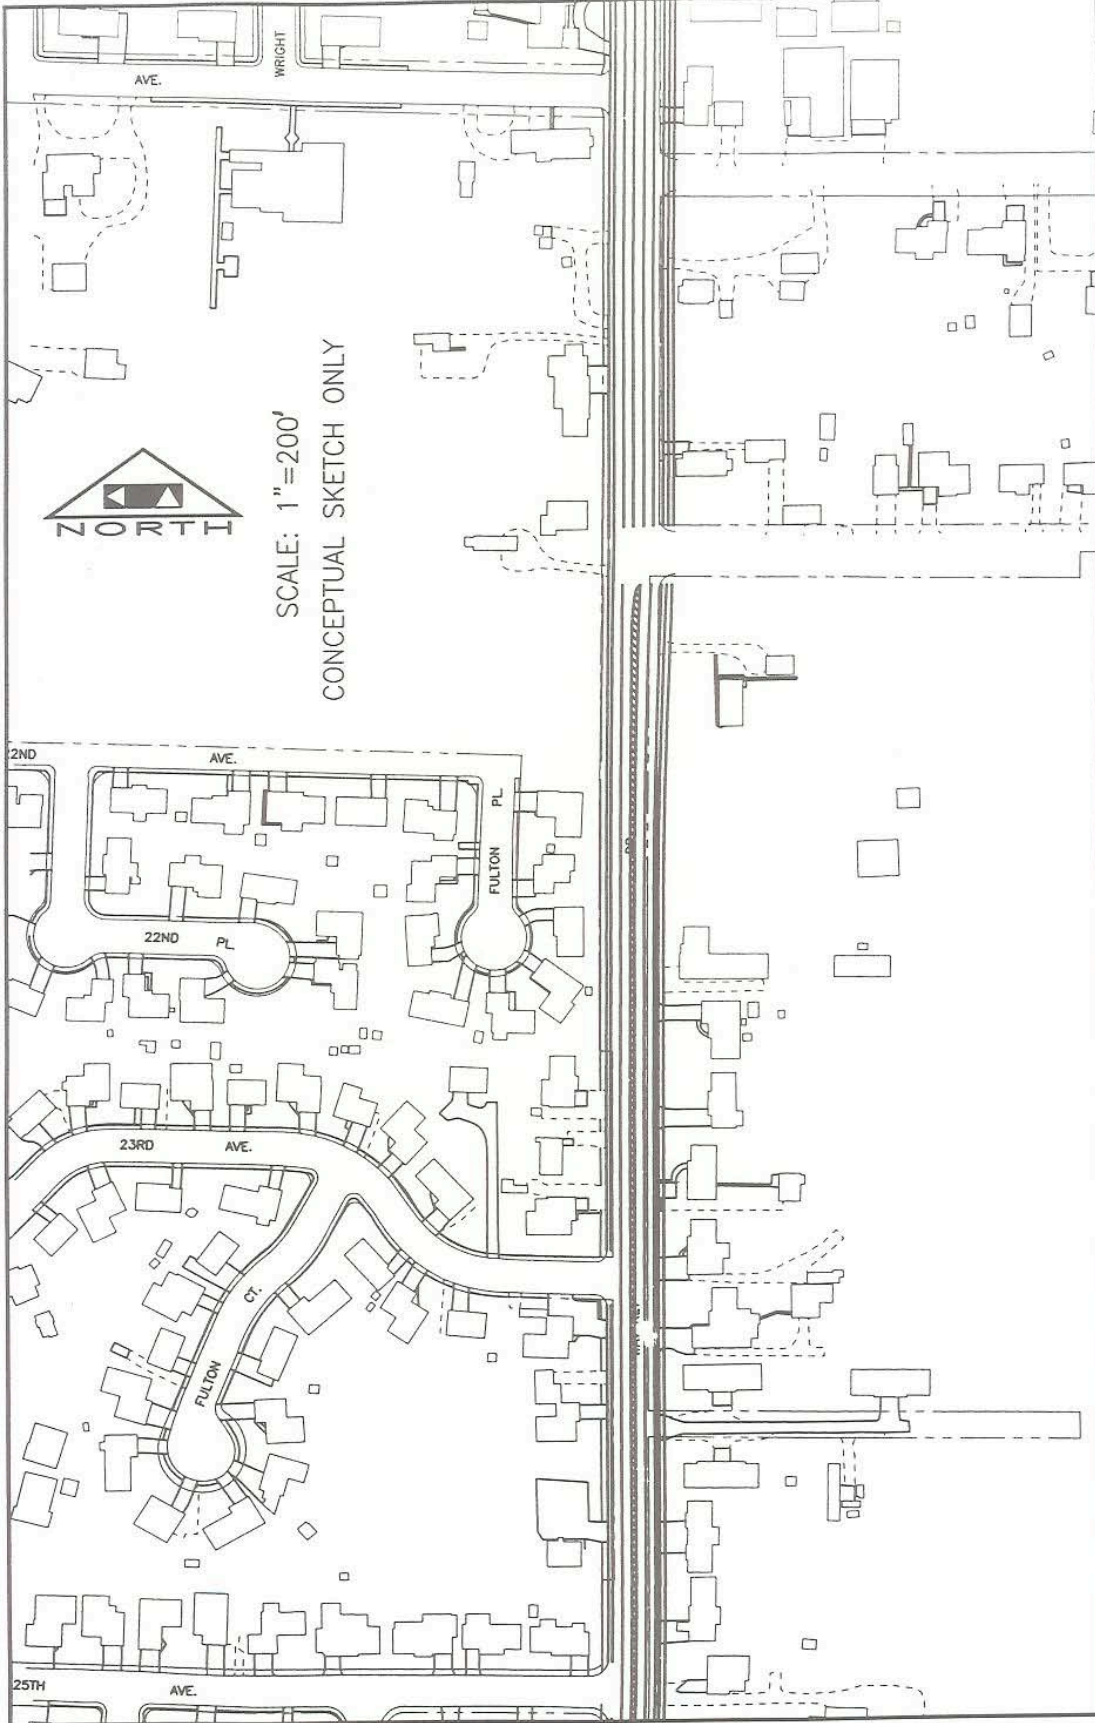 WRIGHT
AVE.
SCALE: 1"=200'
CONCEPTUAL SKETCH ONLY
NORTH
2ND
AVE.
PL.
FULTON
22ND
PL.
23RD
AVE.
CT.
FULTON
25TH
AVE.